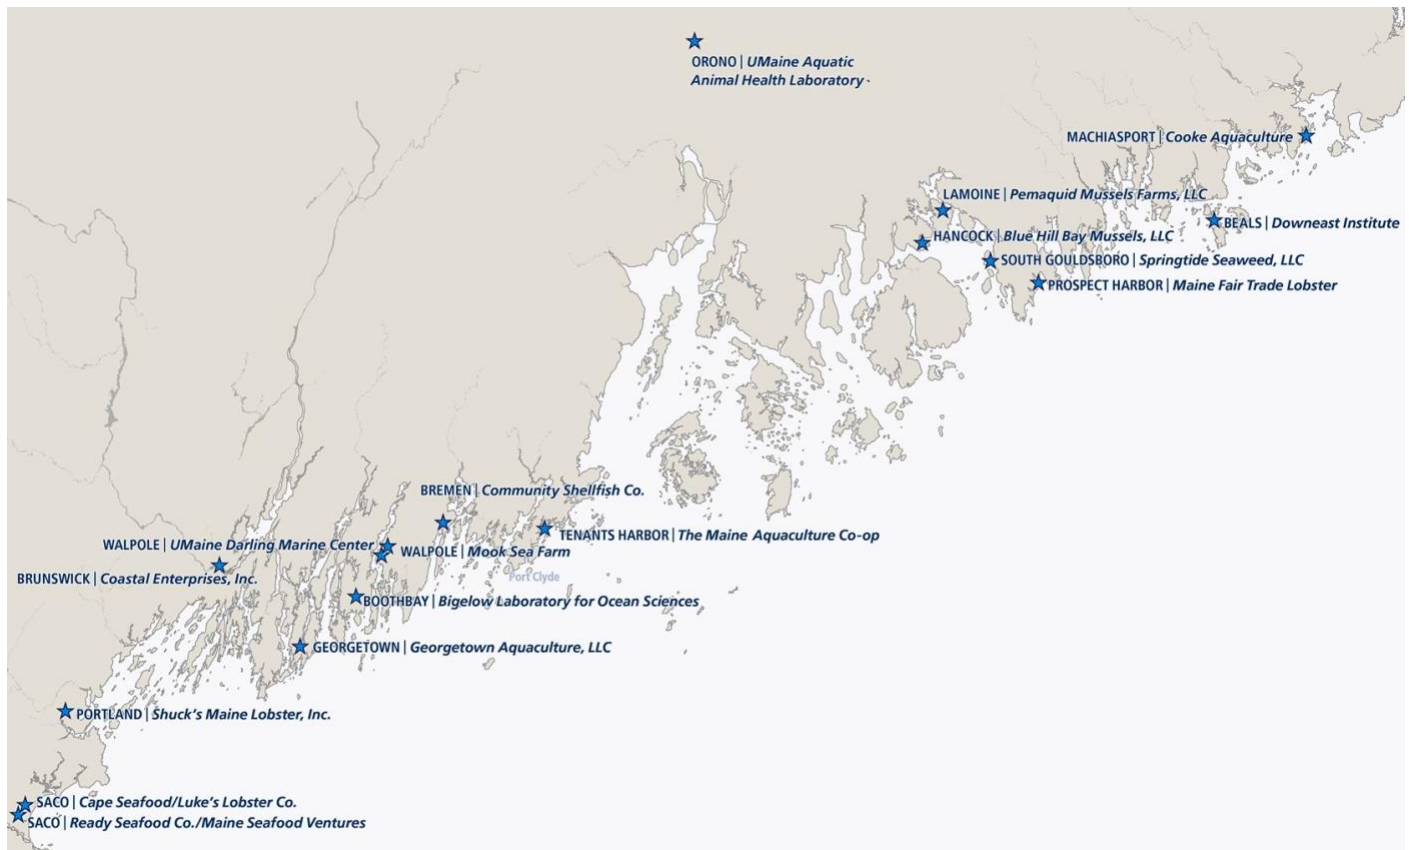 ORONO | UMaine Aquatic
Animal Health Laboratory
MACHIASPORT | Cooke Aquaculture
LAMOINE | Pemaquid Mussels Farms, LLC
BEALS | Downeast Institute
HANCOCK | Blue Hill Bay Mussels, LLC
SOUTH GOULDSBORO | Springtide Seaweed, LLC
PROSPECT HARBOR | Maine Fair Trade Lobster
BREMEN | Community Shellfish Co.
TENANTS HARBOR | The Maine Aquaculture Co-op
WALPOLE | UMaine Darling Marine Center
WALPOLE | Mook Sea Farm
BRUNSWICK | Coastal Enterprises, Inc.
Port Clyde
BOOTHBAY | Bigelow Laboratory for Ocean Sciences
GEORGETOWN | Georgetown Aquaculture, LLC
PORTLAND | Shuck's Maine Lobster, Inc.
SACO | Cape Seafood/Luke's Lobster Co.
SACO | Ready Seafood Co./Maine Seafood Ventures